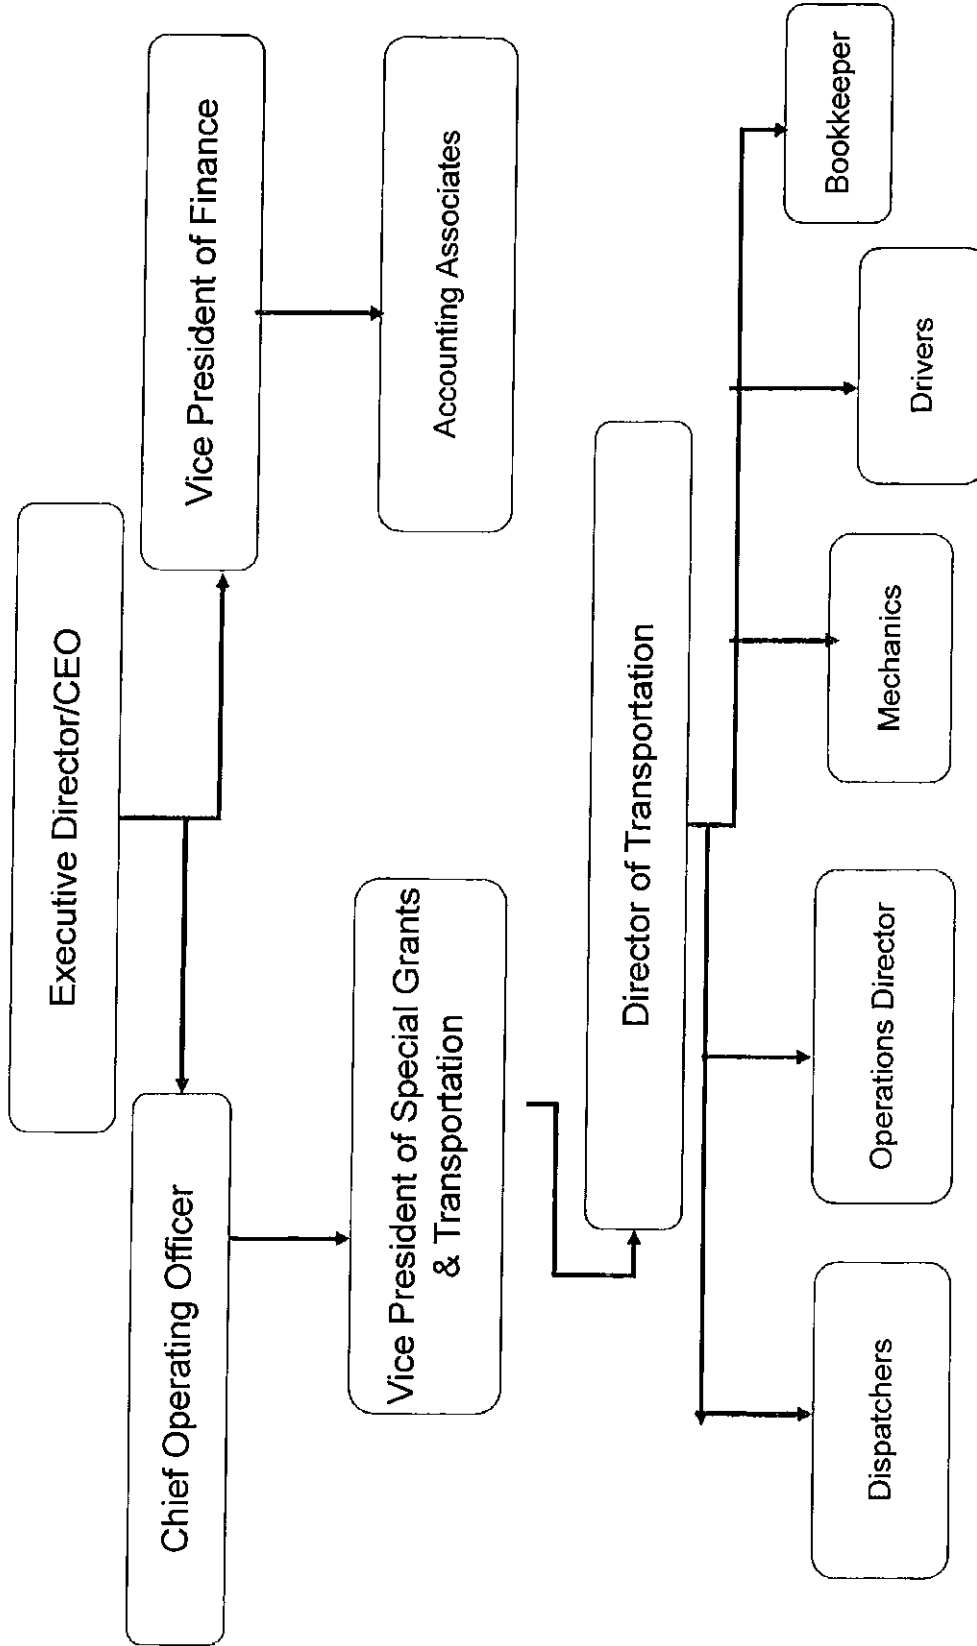 Executive Director/CEO
Chief Operating Officer
Vice President of Finance
Vice President of Special Grants
& Transportation
Accounting Associates
Director of Transportation
Dispatchers
Operations Director
Mechanics
Drivers
Bookkeeper